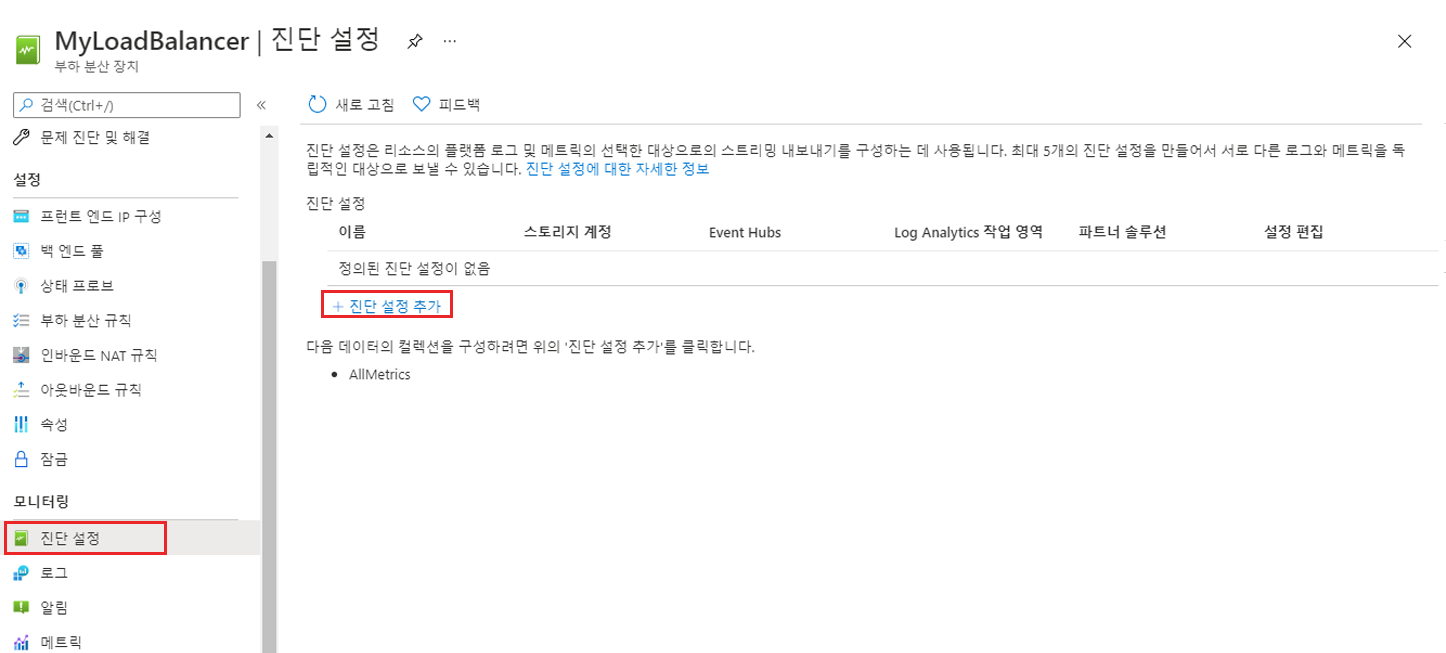 MyLoadBalancer | 진단 설정 ...
부하 분산 장치
검색(Ctrl+/) «
새로 고침 피드백
문제 진단 및 해결
설정
프런트 엔드 IP 구성
백 엔드 풀
상태 프로브
부하 분산 규칙
인바운드 NAT 규칙
아웃바운드 규칙
속성
잠금
모니터링
진단 설정
로그
알림
메트릭
진단 설정은 리소스의 플랫폼 로그 및 메트릭의 선택한 대상으로의 스트리밍 내보내기를 구성하는 데 사용됩니다. 최대 5개의 진단 설정을 만들어서 서로 다른 로그와 메트릭을 독
립적인 대상으로 보낼 수 있습니다. 진단 설정에 대한 자세한 정보
진단 설정
이름 스토리지 계정 Event Hubs Log Analytics 작업 영역 파트너 솔루션 설정 편집
정의된 진단 설정이 없음
+ 진단 설정 추가
다음 데이터의 컬렉션을 구성하려면 위의 '진단 설정 추가'를 클릭합니다.
• AllMetrics